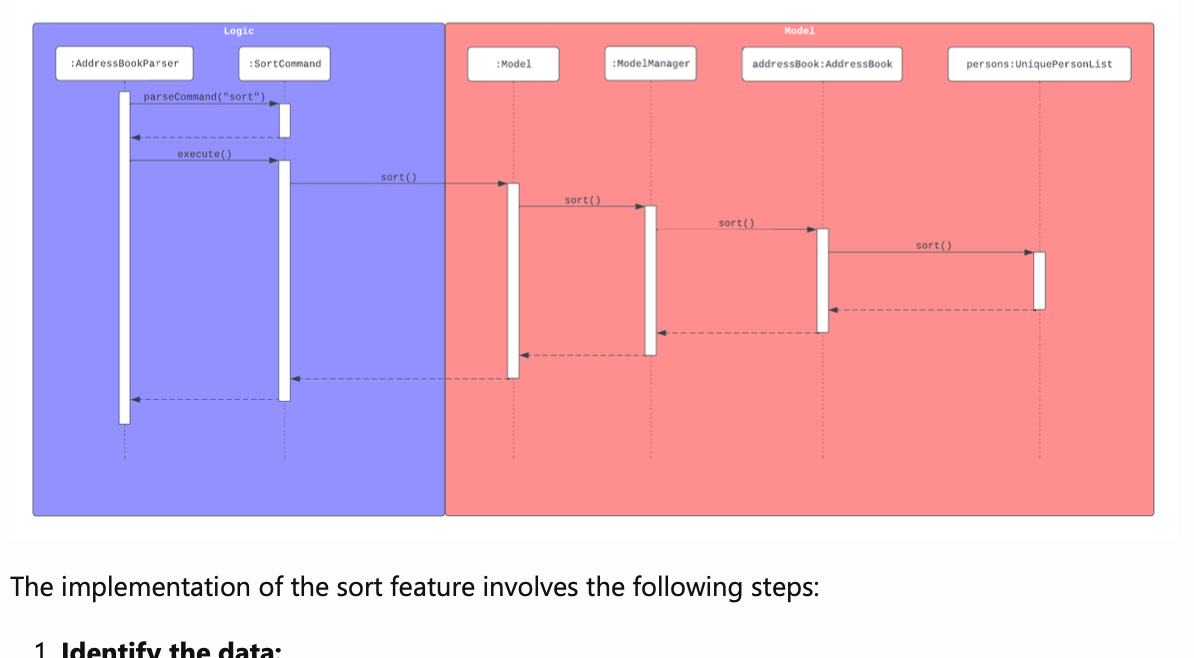 Logic
Model
:AddressBookParser
:SortCommand
:Model
:ModelManager
addressBook:AddressBook
persons:UniquePersonList
parseCommand("sort")
execute()
sort()
sort()
sort()
sort()
The implementation of the sort feature involves the following steps:
1. Identify the data: